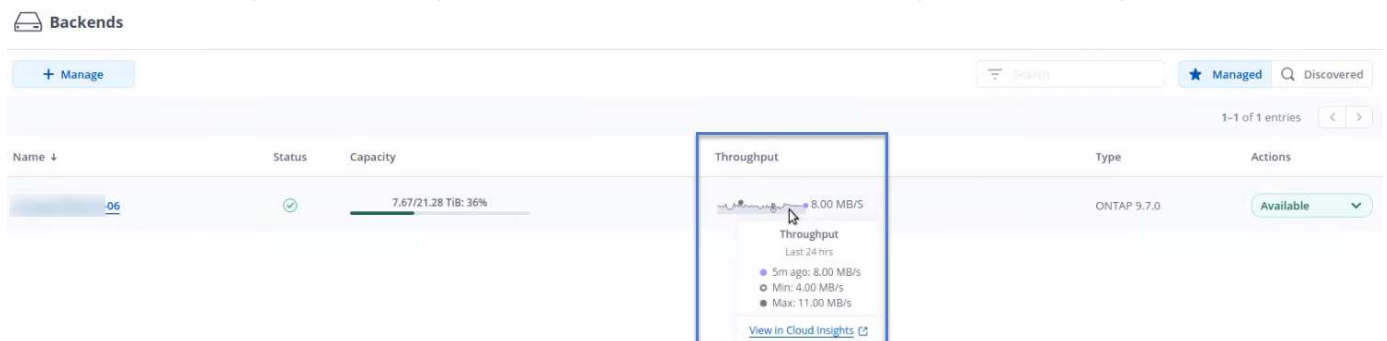 Backends
+ Manage
Search
Managed
Discovered
1-1 of 1 entries
Name ↓ Status Capacity Throughput Type Actions
-06 7.67/21.28 TiB: 36% 8.00 MB/S ONTAP 9.7.0 Available
Throughput
Last 24 hrs
5m ago: 8.00 MB/s
Min: 4.00 MB/s
Max: 11.00 MB/s
View in Cloud Insights